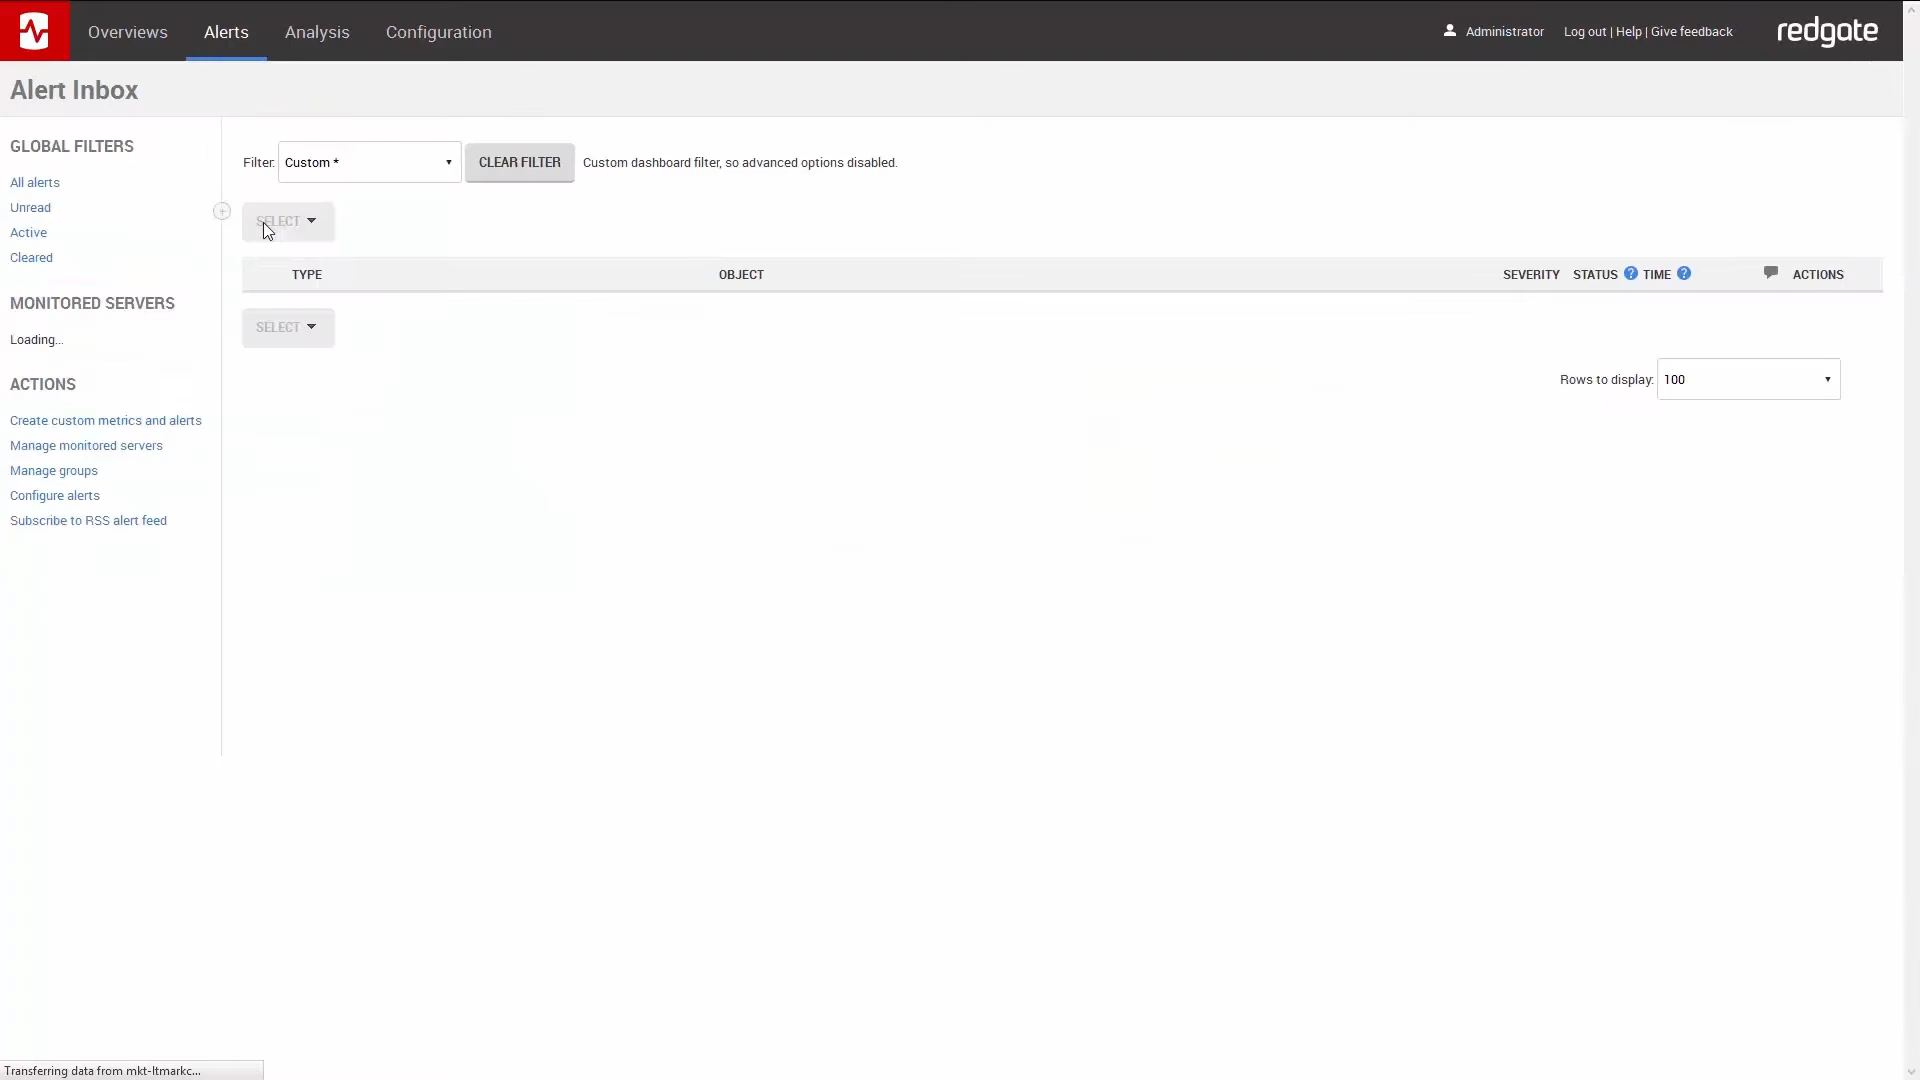 Overviews Alerts Analysis Configuration Administrator Log out | Help | Give feedback redgate
Alert Inbox
GLOBAL FILTERS
All alerts
Unread
Active
Cleared
MONITORED SERVERS
Loading...
ACTIONS
Create custom metrics and alerts
Manage monitored servers
Manage groups
Configure alerts
Subscribe to RSS alert feed
Filter: Custom * CLEAR FILTER Custom dashboard filter, so advanced options disabled.
SELECT
TYPE OBJECT SEVERITY STATUS ? TIME ? ACTIONS
SELECT
Rows to display: 100
Transferring data from mkt-ltmarkc...